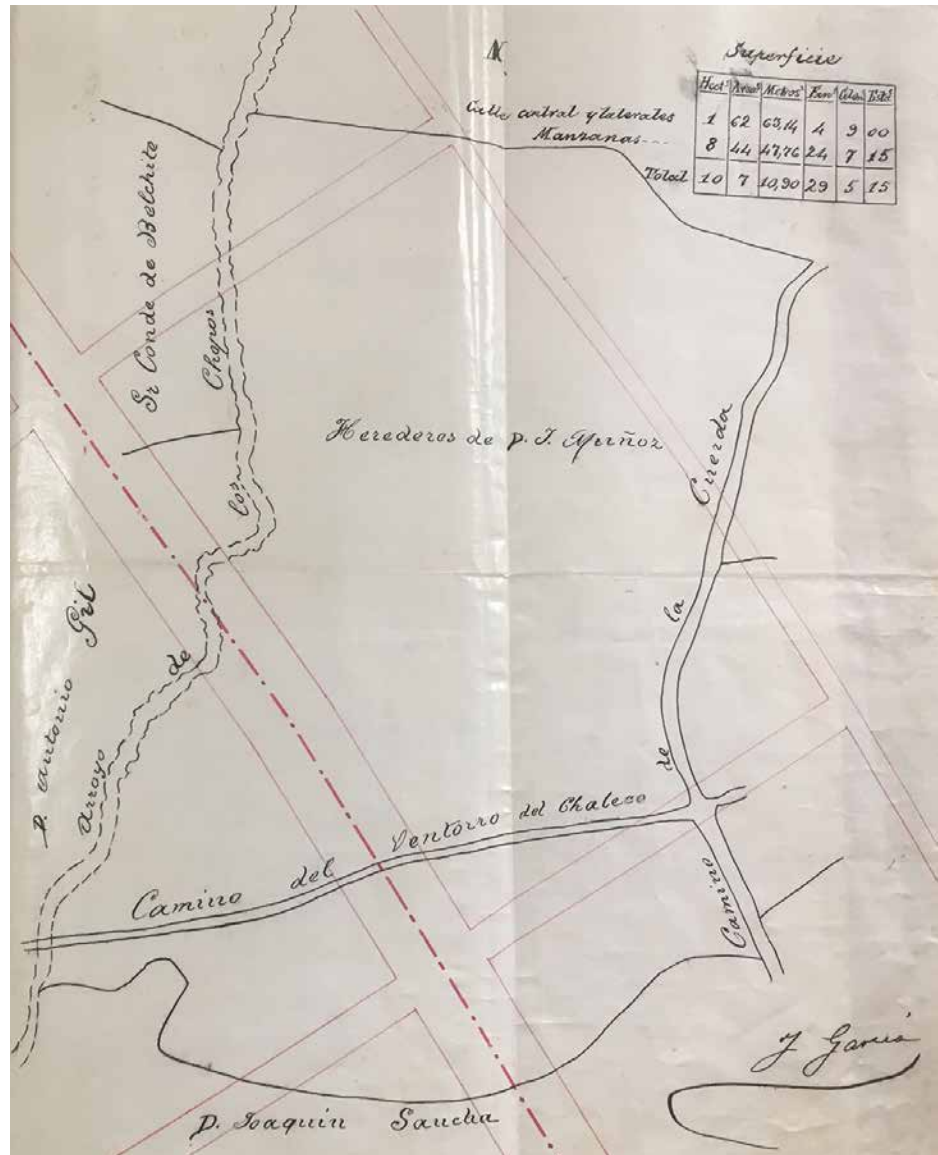 N
Superficie
Hect.s Areas Metros Fan.s Celem. Estd.s
Calle central y laterales 1 62 63,14 4 9 00
Manzanas--- 8 44 47,76 24 7 15
Total 10 7 10,90 29 5 15
Sr Conde de Belchite
Arroyo de los Chopos
Herederos de D. J. Muñoz
Camino de la Cuerda
D. Antonio Gil
Camino del Ventorro del Chaleco
D. Joaquin Sancha
J Garcia